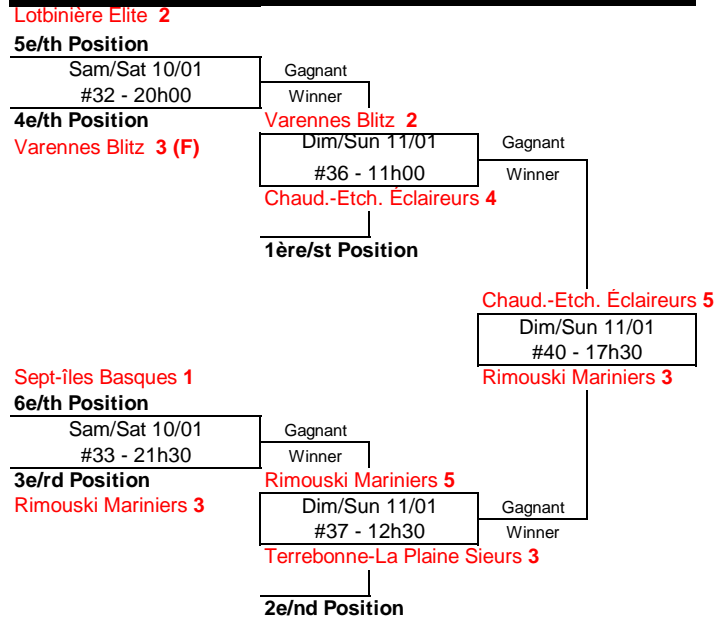 Lotbinière Elite 2
5e/th Position
Sam/Sat 10/01
#32 - 20h00
Gagnant
Winner
4e/th Position
Varennes Blitz 3 (F)
Varennes Blitz 2
Dim/Sun 11/01
#36 - 11h00
Gagnant
Winner
Chaud.-Etch. Éclaireurs 4
1ère/st Position
Chaud.-Etch. Éclaireurs 5
Dim/Sun 11/01
#40 - 17h30
Rimouski Mariniers 3
Sept-îles Basques 1
6e/th Position
Sam/Sat 10/01
#33 - 21h30
Gagnant
Winner
3e/rd Position
Rimouski Mariniers 3
Rimouski Mariniers 5
Dim/Sun 11/01
#37 - 12h30
Gagnant
Winner
Terrebonne-La Plaine Sieurs 3
2e/nd Position